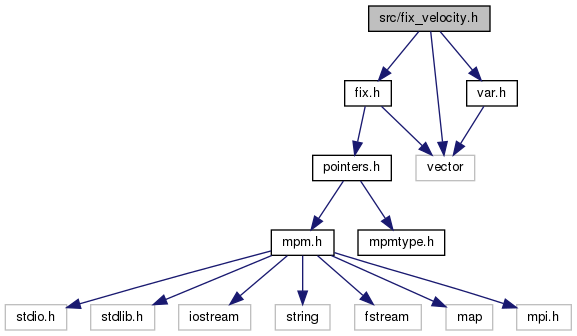 src/fix_velocity.h
fix.h
var.h
pointers.h
vector
mpm.h
mpmtype.h
stdio.h
stdlib.h
iostream
string
fstream
map
mpi.h